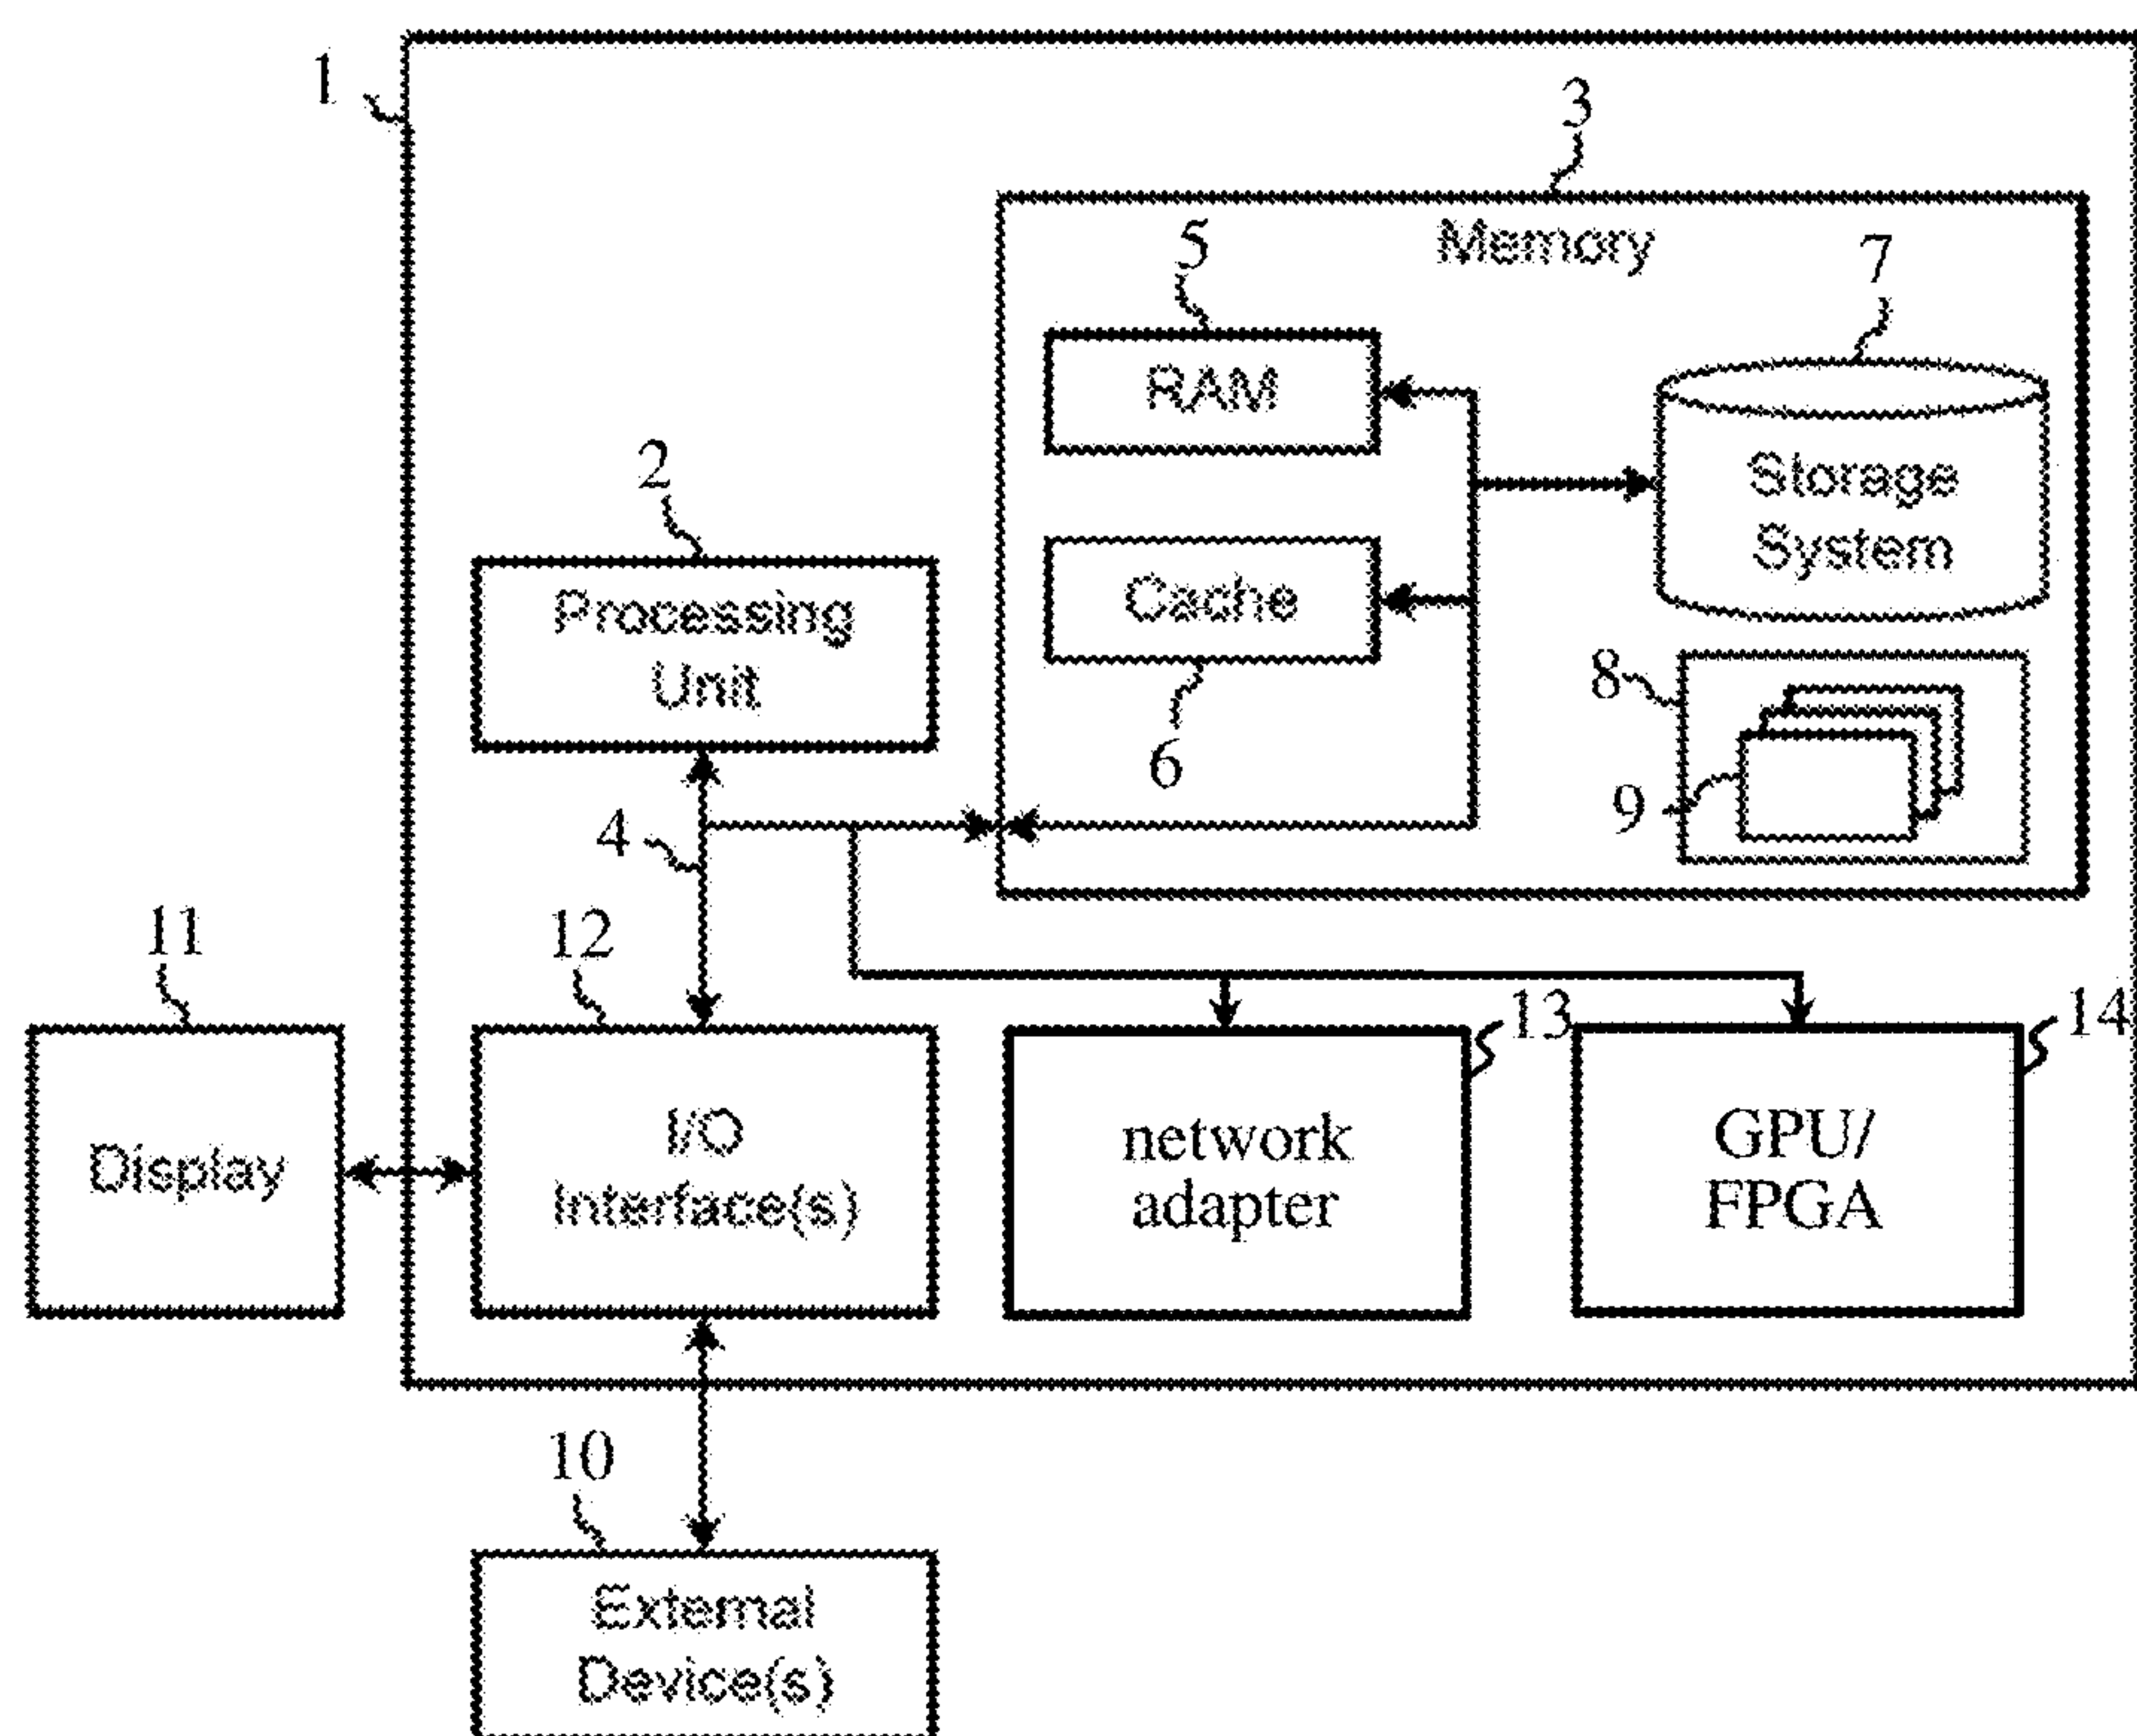 1
3
Memory
5
7
RAM
Storage
System
2
Processing
Unit
Cache
8
6
9
4
11
12
13
14
Display
I/O
Interface(s)
network
adapter
GPU/
FPGA
10
External
Device(s)